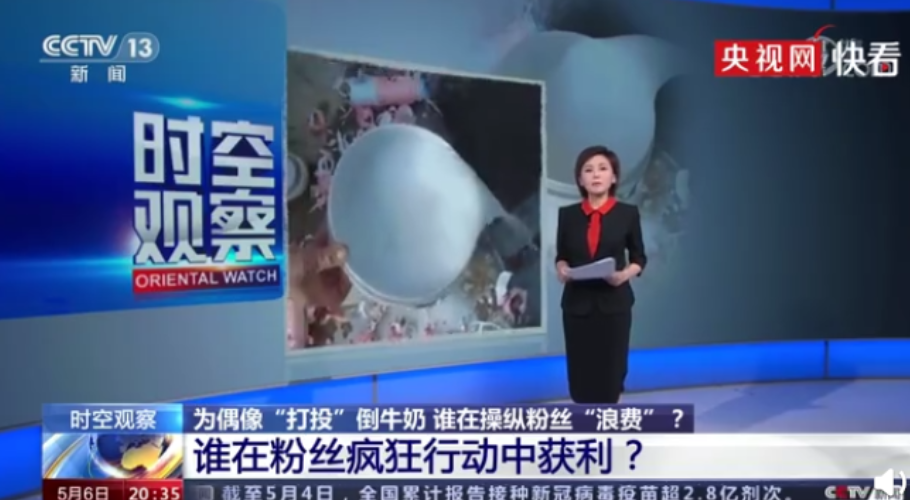 CCTV 13
新闻
央视网 快看
时空
观察
ORIENTAL WATCH
时空观察
为偶像“打投”倒牛奶 谁在操纵粉丝“浪费”？
谁在粉丝疯狂行动中获利？
5月6日 20:35
截至5月4日，全国累计报告接种新冠病毒疫苗超2.8亿剂次。